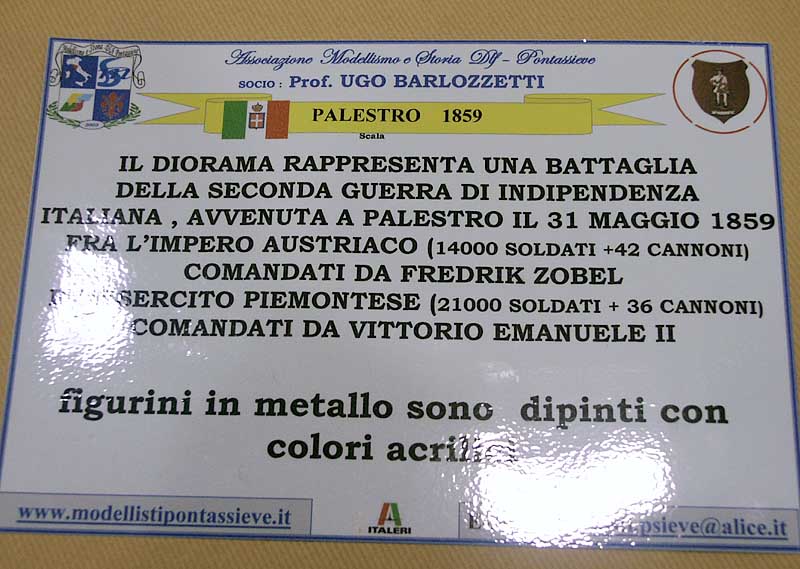 Associazione Modellismo e Storia Dlf - Pontassieve
SOCIO : Prof. UGO BARLOZZETTI
PALESTRO 1859
Scala
IL DIORAMA RAPPRESENTA UNA BATTAGLIA
DELLA SECONDA GUERRA DI INDIPENDENZA
ITALIANA , AVVENUTA A PALESTRO IL 31 MAGGIO 1859
FRA L'IMPERO AUSTRIACO (14000 SOLDATI +42 CANNONI)
COMANDATI DA FREDRIK ZOBEL
PIEMONTESE (21000 SOLDATI + 36 CANNONI)
COMANDATI DA VITTORIO EMANUELE II
figurini in metallo sono dipinti con
colori
www.modellistipontassieve.it
ITALERI
psieve@alice.it